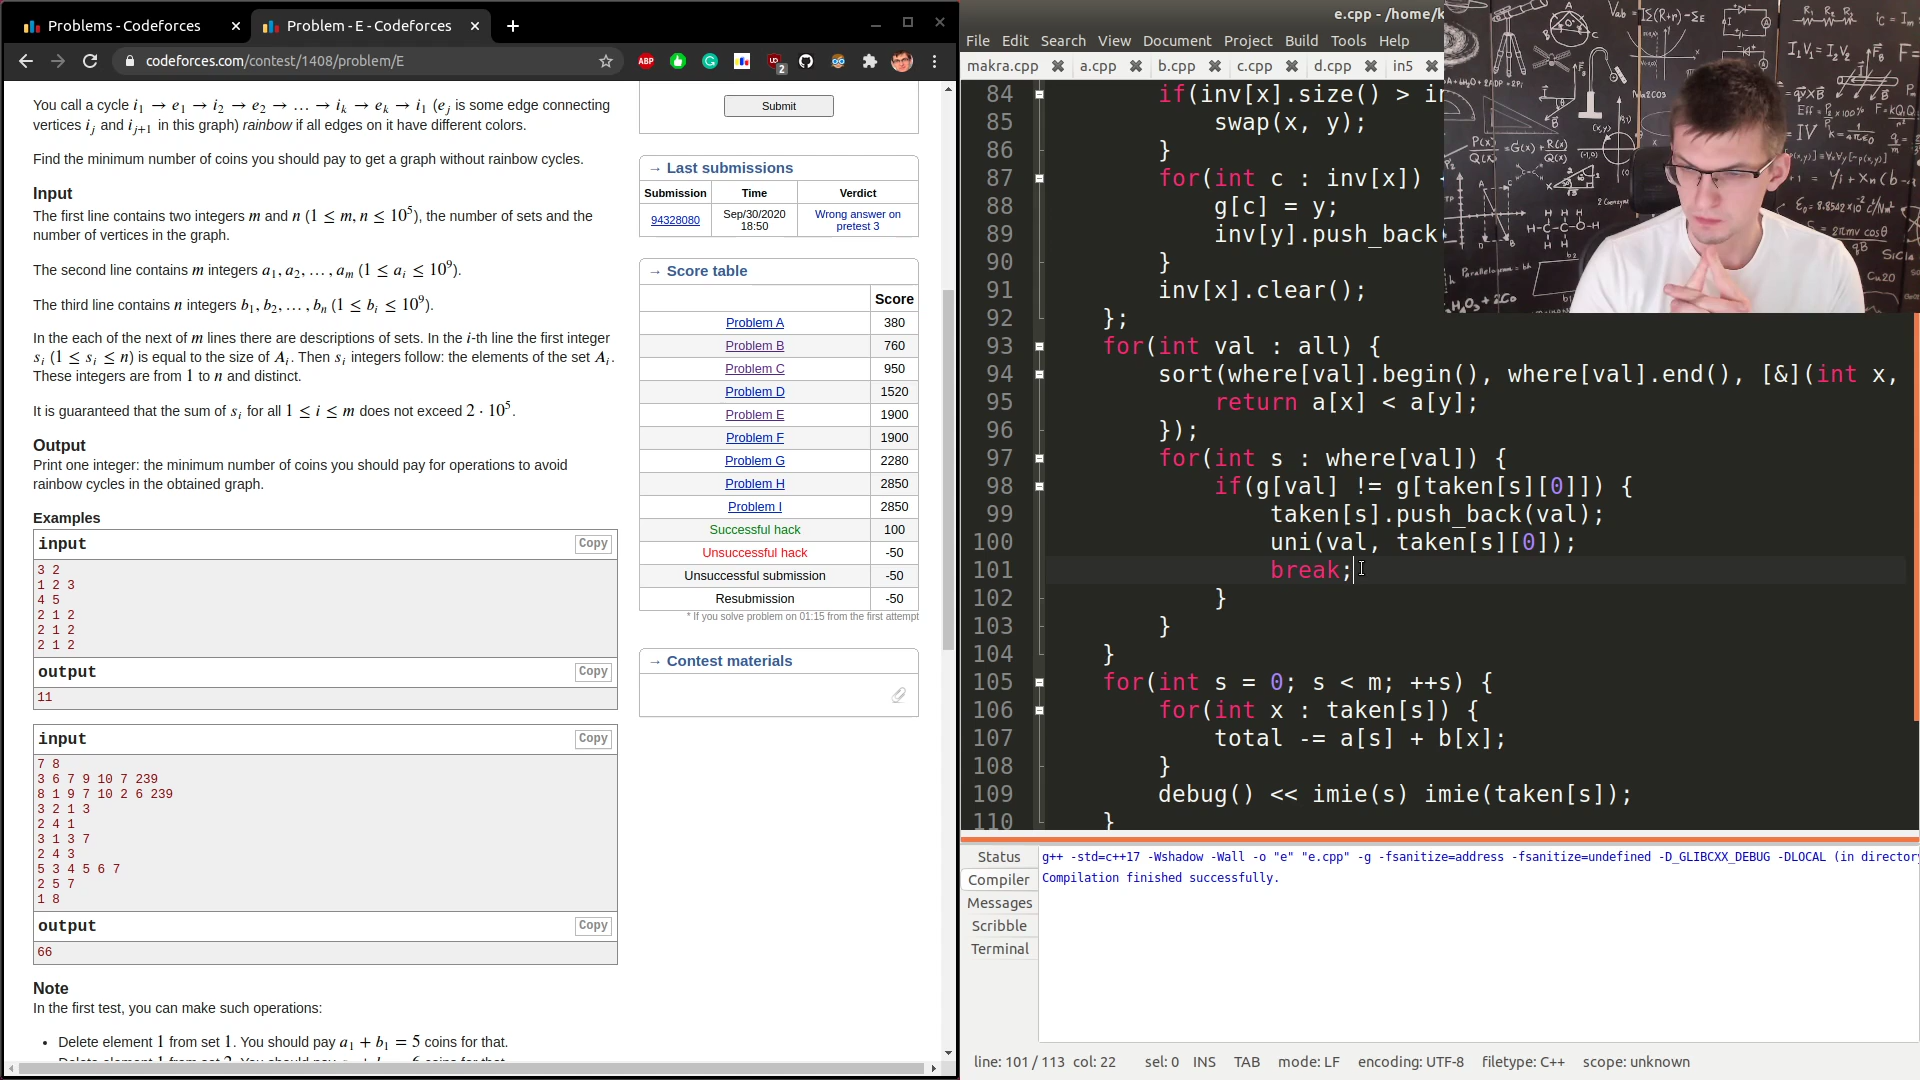 Problems - Codeforces
Problem - E - Codeforces
codeforces.com/contest/1408/problem/E
You call a cycle i1 → e1 → i2 → e2 → … → ik → ek → i1 (ej is some edge connecting
vertices ij and ij+1 in this graph) rainbow if all edges on it have different colors.
Find the minimum number of coins you should pay to get a graph without rainbow cycles.
Input
The first line contains two integers m and n (1 ≤ m, n ≤ 10^5), the number of sets and the
number of vertices in the graph.
The second line contains m integers a1, a2, … , am (1 ≤ ai ≤ 10^9).
The third line contains n integers b1, b2, … , bn (1 ≤ bi ≤ 10^9).
In the each of the next of m lines there are descriptions of sets. In the i-th line the first integer
si (1 ≤ si ≤ n) is equal to the size of Ai. Then si integers follow: the elements of the set Ai.
These integers are from 1 to n and distinct.
It is guaranteed that the sum of si for all 1 ≤ i ≤ m does not exceed 2 · 10^5.
Output
Print one integer: the minimum number of coins you should pay for operations to avoid
rainbow cycles in the obtained graph.
Examples
input
Copy
3 2
1 2 3
4 5
2 1 2
2 1 2
2 1 2
output
Copy
11
input
Copy
7 8
3 6 7 9 10 7 239
8 1 9 7 10 2 6 239
3 2 1 3
2 4 1
3 1 3 7
2 4 3
5 3 4 5 6 7
2 5 7
1 8
output
Copy
66
Note
In the first test, you can make such operations:
• Delete element 1 from set 1. You should pay a1 + b1 = 5 coins for that.
Submit
→ Last submissions
Submission Time Verdict
94328080 Sep/30/2020 18:50 Wrong answer on pretest 3
→ Score table
Score
Problem A 380
Problem B 760
Problem C 950
Problem D 1520
Problem E 1900
Problem F 1900
Problem G 2280
Problem H 2850
Problem I 2850
Successful hack 100
Unsuccessful hack -50
Unsuccessful submission -50
Resubmission -50
* If you solve problem on 01:15 from the first attempt
→ Contest materials
e.cpp - /home/k
File Edit Search View Document Project Build Tools Help
makra.cpp a.cpp b.cpp c.cpp d.cpp in5
84 if(inv[x].size() > in
85 swap(x, y);
86 }
87 for(int c : inv[x])
88 g[c] = y;
89 inv[y].push_back
90 }
91 inv[x].clear();
92 };
93 for(int val : all) {
94 sort(where[val].begin(), where[val].end(), [&](int x,
95 return a[x] < a[y];
96 });
97 for(int s : where[val]) {
98 if(g[val] != g[taken[s][0]]) {
99 taken[s].push_back(val);
100 uni(val, taken[s][0]);
101 break;
102 }
103 }
104 }
105 for(int s = 0; s < m; ++s) {
106 for(int x : taken[s]) {
107 total -= a[s] + b[x];
108 }
109 debug() << imie(s) imie(taken[s]);
110 }
Status
Compiler
Messages
Scribble
Terminal
g++ -std=c++17 -Wshadow -Wall -o "e" "e.cpp" -g -fsanitize=address -fsanitize=undefined -D_GLIBCXX_DEBUG -DLOCAL (in directory
Compilation finished successfully.
line: 101 / 113 col: 22 sel: 0 INS TAB mode: LF encoding: UTF-8 filetype: C++ scope: unknown